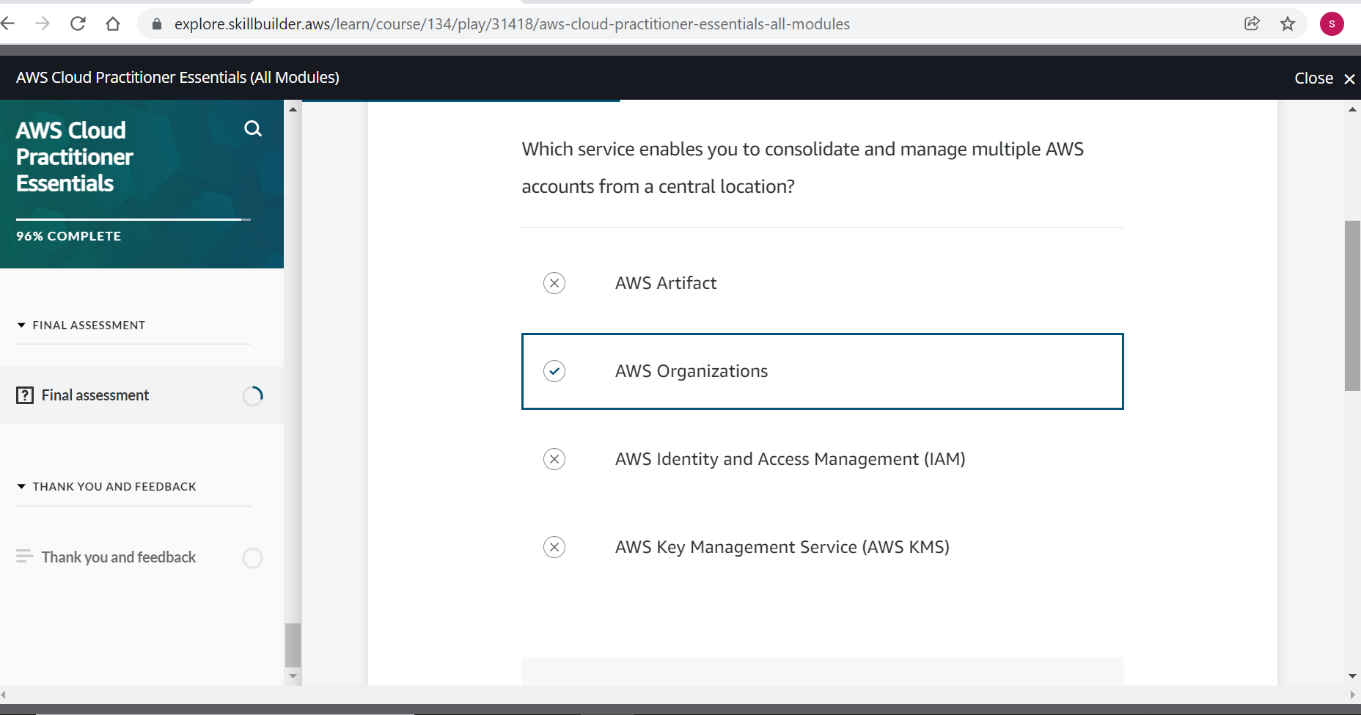 explore.skillbuilder.aws/learn/course/134/play/31418/aws-cloud-practitioner-essentials-all-modules
S
AWS Cloud Practitioner Essentials (All Modules)
Close
AWS Cloud
Practitioner
Essentials
96% COMPLETE
FINAL ASSESSMENT
Final assessment
THANK YOU AND FEEDBACK
Thank you and feedback
Which service enables you to consolidate and manage multiple AWS
accounts from a central location?
AWS Artifact
AWS Organizations
AWS Identity and Access Management (IAM)
AWS Key Management Service (AWS KMS)